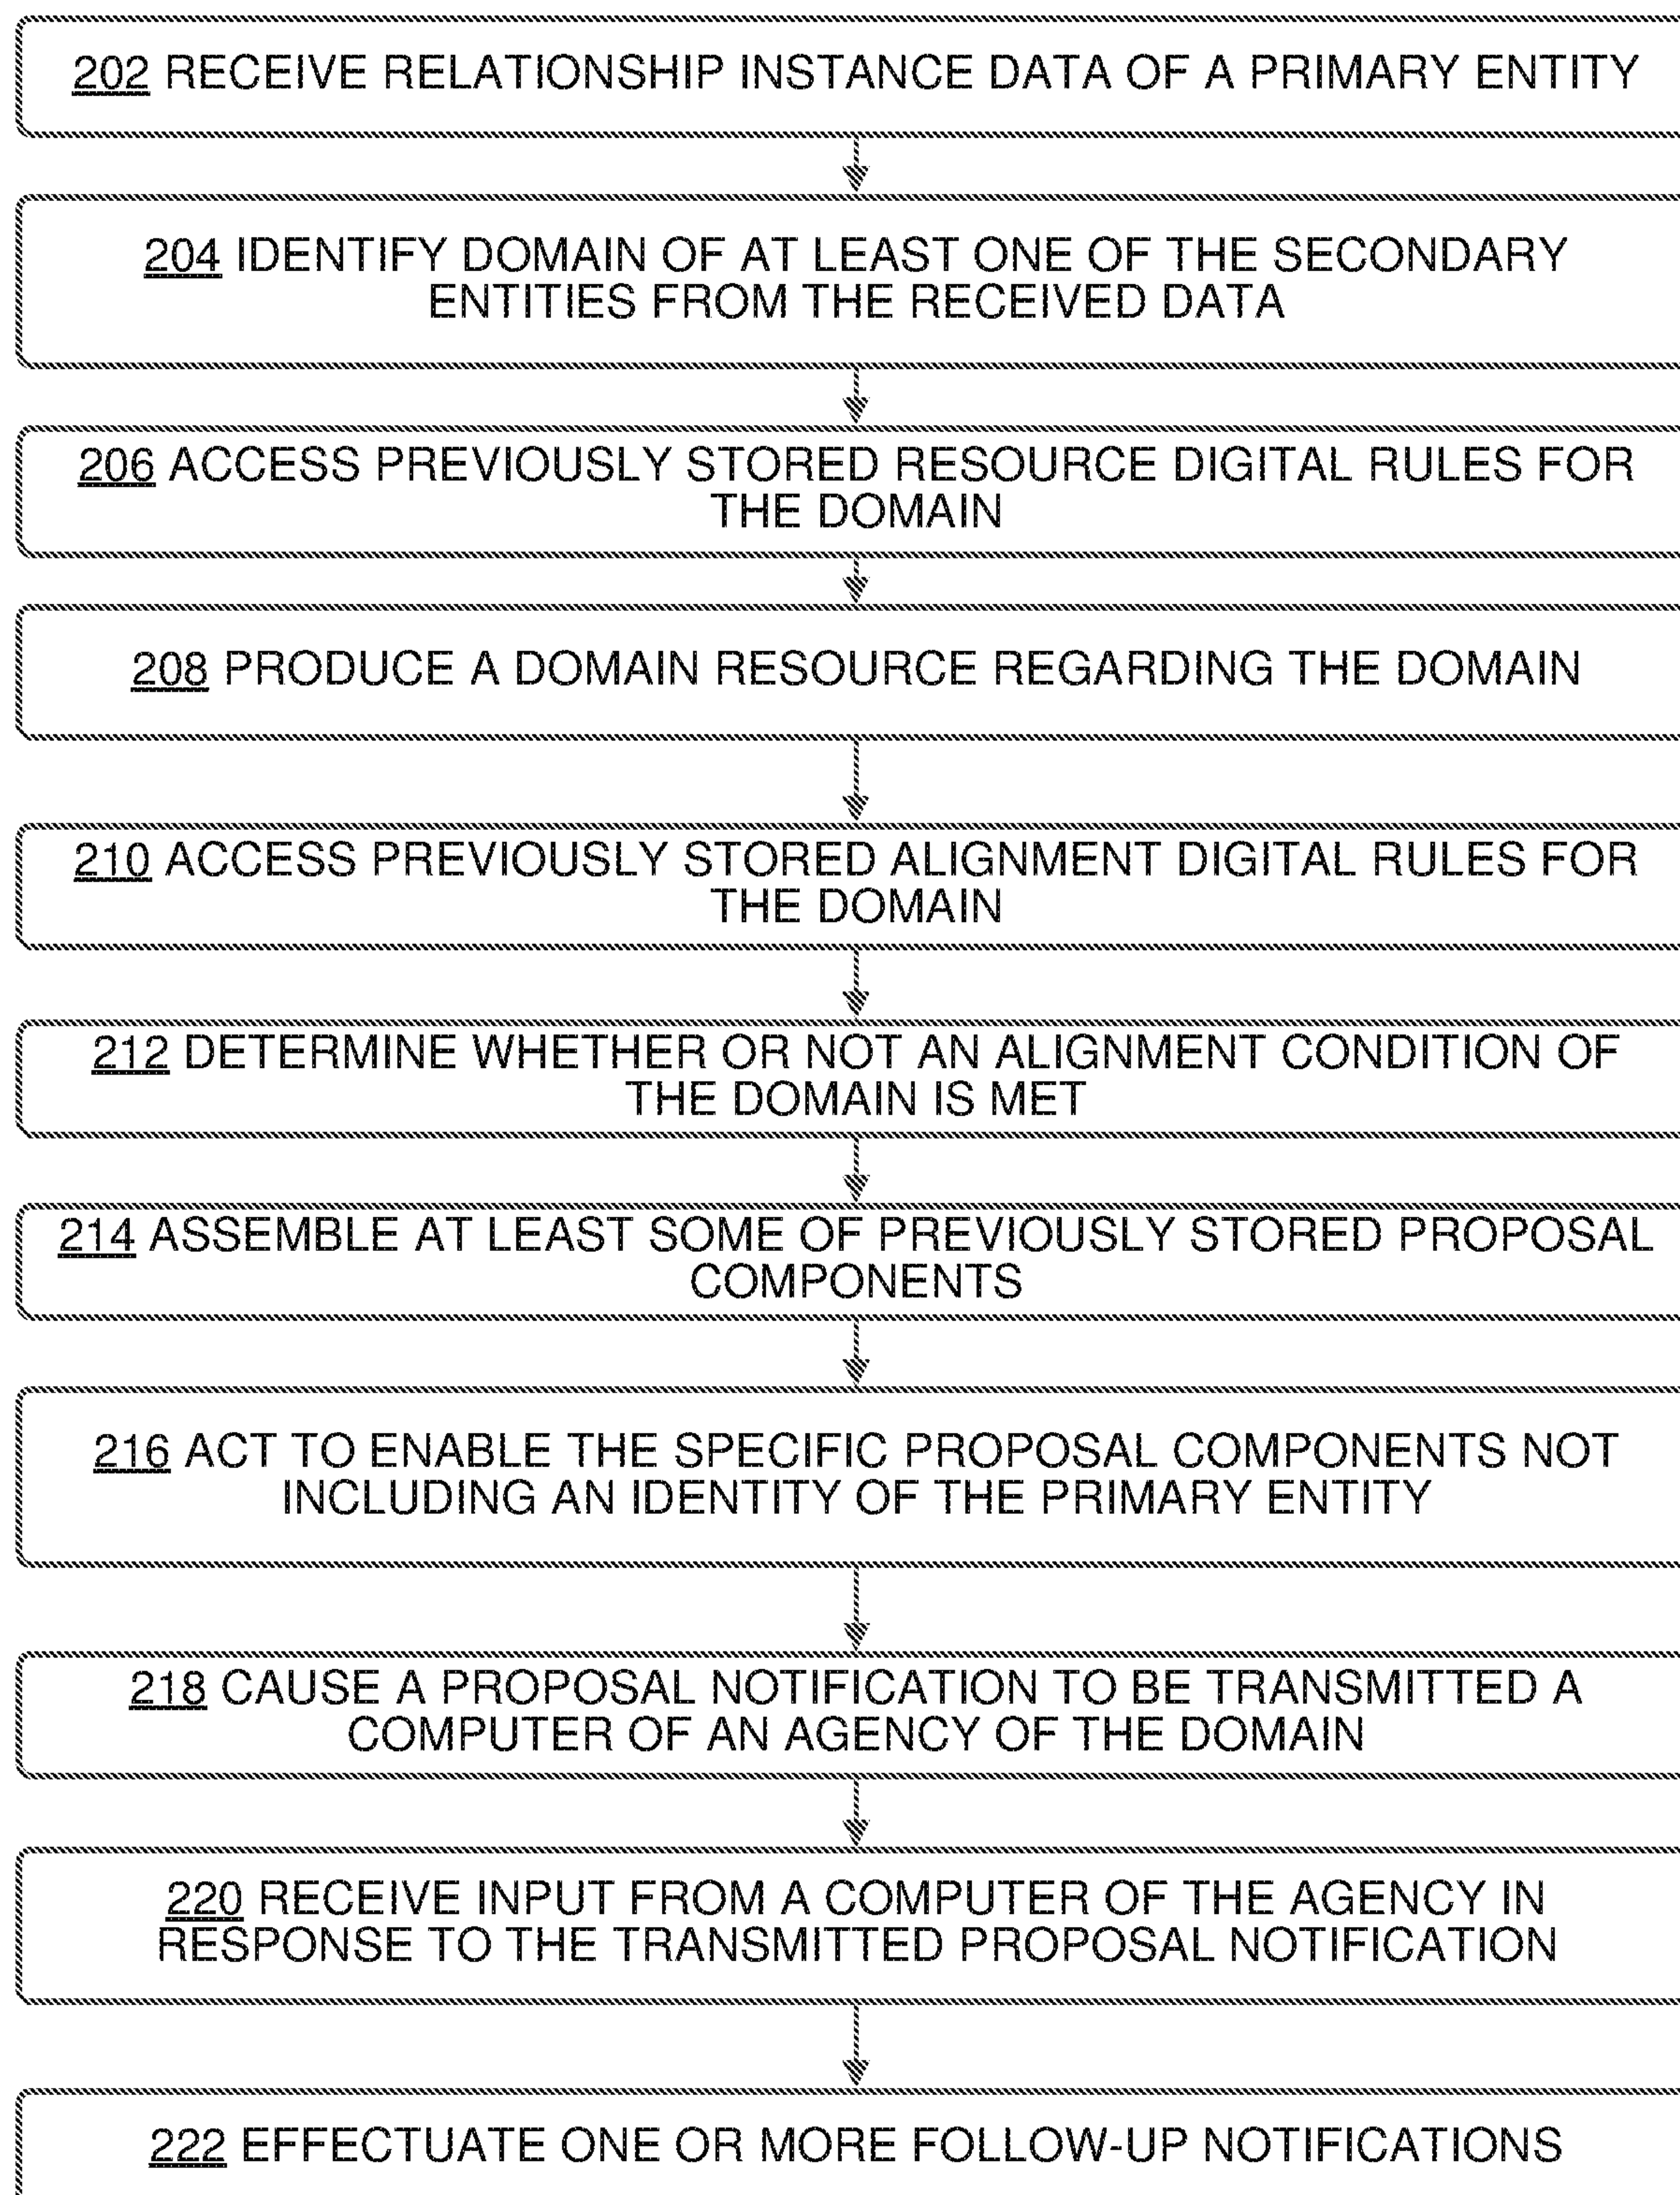 202 RECEIVE RELATIONSHIP INSTANCE DATA OF A PRIMARY ENTITY
204 IDENTIFY DOMAIN OF AT LEAST ONE OF THE SECONDARY
ENTITIES FROM THE RECEIVED DATA
206 ACCESS PREVIOUSLY STORED RESOURCE DIGITAL RULES FOR
THE DOMAIN
208 PRODUCE A DOMAIN RESOURCE REGARDING THE DOMAIN
210 ACCESS PREVIOUSLY STORED ALIGNMENT DIGITAL RULES FOR
THE DOMAIN
212 DETERMINE WHETHER OR NOT AN ALIGNMENT CONDITION OF
THE DOMAIN IS MET
214 ASSEMBLE AT LEAST SOME OF PREVIOUSLY STORED PROPOSAL
COMPONENTS
216 ACT TO ENABLE THE SPECIFIC PROPOSAL COMPONENTS NOT
INCLUDING AN IDENTITY OF THE PRIMARY ENTITY
218 CAUSE A PROPOSAL NOTIFICATION TO BE TRANSMITTED A
COMPUTER OF AN AGENCY OF THE DOMAIN
220 RECEIVE INPUT FROM A COMPUTER OF THE AGENCY IN
RESPONSE TO THE TRANSMITTED PROPOSAL NOTIFICATION
222 EFFECTUATE ONE OR MORE FOLLOW-UP NOTIFICATIONS